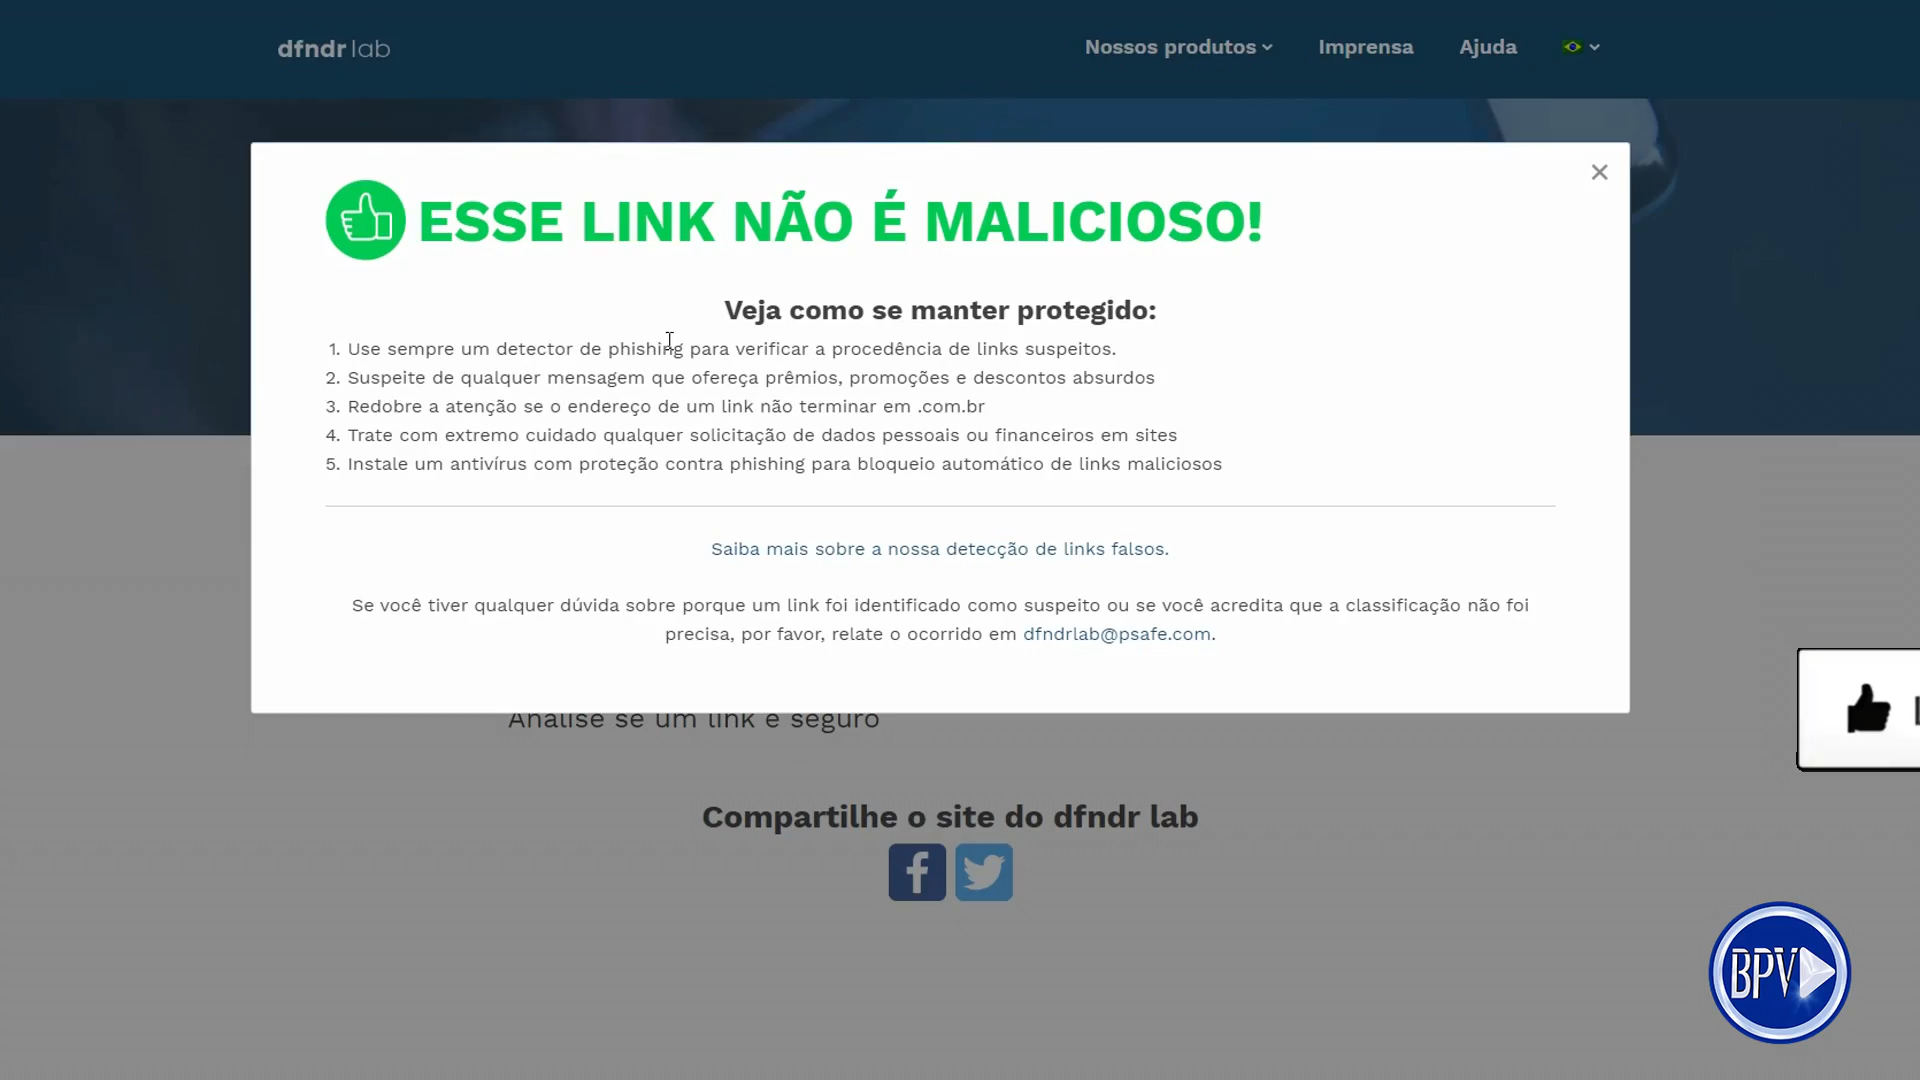 dfndr lab
Nossos produtos
Imprensa
Ajuda
ESSE LINK NÃO É MALICIOSO!
Veja como se manter protegido:
1. Use sempre um detector de phishing para verificar a procedência de links suspeitos.
2. Suspeite de qualquer mensagem que ofereça prêmios, promoções e descontos absurdos
3. Redobre a atenção se o endereço de um link não terminar em .com.br
4. Trate com extremo cuidado qualquer solicitação de dados pessoais ou financeiros em sites
5. Instale um antivírus com proteção contra phishing para bloqueio automático de links maliciosos
Saiba mais sobre a nossa detecção de links falsos.
Se você tiver qualquer dúvida sobre porque um link foi identificado como suspeito ou se você acredita que a classificação não foi
precisa, por favor, relate o ocorrido em dfndrlab@psafe.com.
Analise se um link é seguro
Compartilhe o site do dfndr lab
BPV